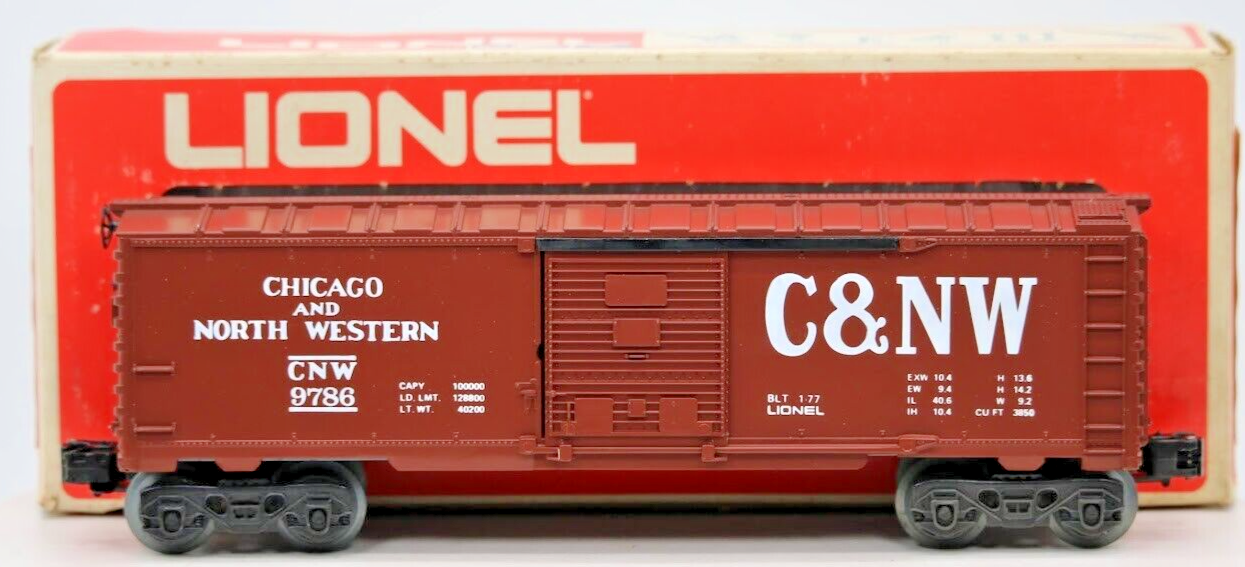 LIONEL
CHICAGO
AND
NORTH WESTERN
CNW
9786
CAPY 100000
LD. LMT. 128800
LT. WT. 40200
C&NW
BLT 1-77
LIONEL
EXW 10.4 H 13.6
EW 9.4 H 14.2
IL 40.6 W 9.2
IH 10.4 CU FT 3850